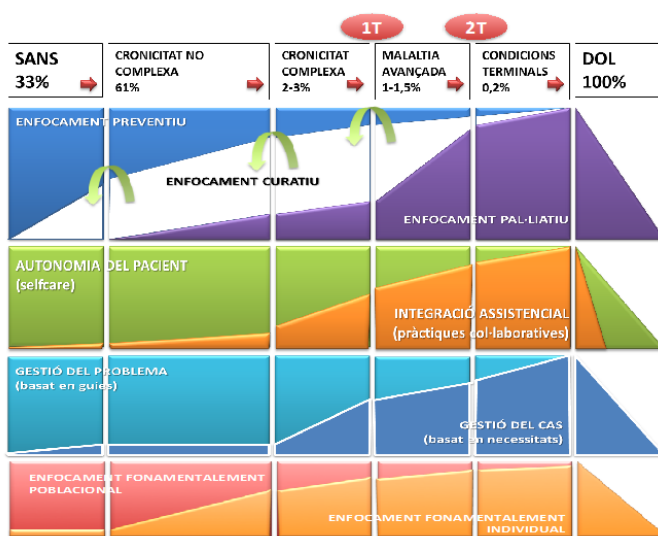 1T
2T
SANS
33%
CRONICITAT NO
COMPLEXA
61%
CRONICITAT
COMPLEXA
2-3%
MALALTIA
AVANÇADA
1-1,5%
CONDICIONS
TERMINALS
0,2%
DOL
100%
ENFOCAMENT PREVENTIU
ENFOCAMENT CURATIU
ENFOCAMENT PAL·LIATIU
AUTONOMIA DEL PACIENT
(selfcare)
INTEGRACIÓ ASSISTENCIAL
(pràctiques col·laboratives)
GESTIÓ DEL PROBLEMA
(basat en guies)
GESTIÓ DEL CAS
(basat en necessitats)
ENFOCAMENT FONAMENTALEMENT
POBLACIONAL
ENFOCAMENT FONAMENTALEMENT
INDIVIDUAL